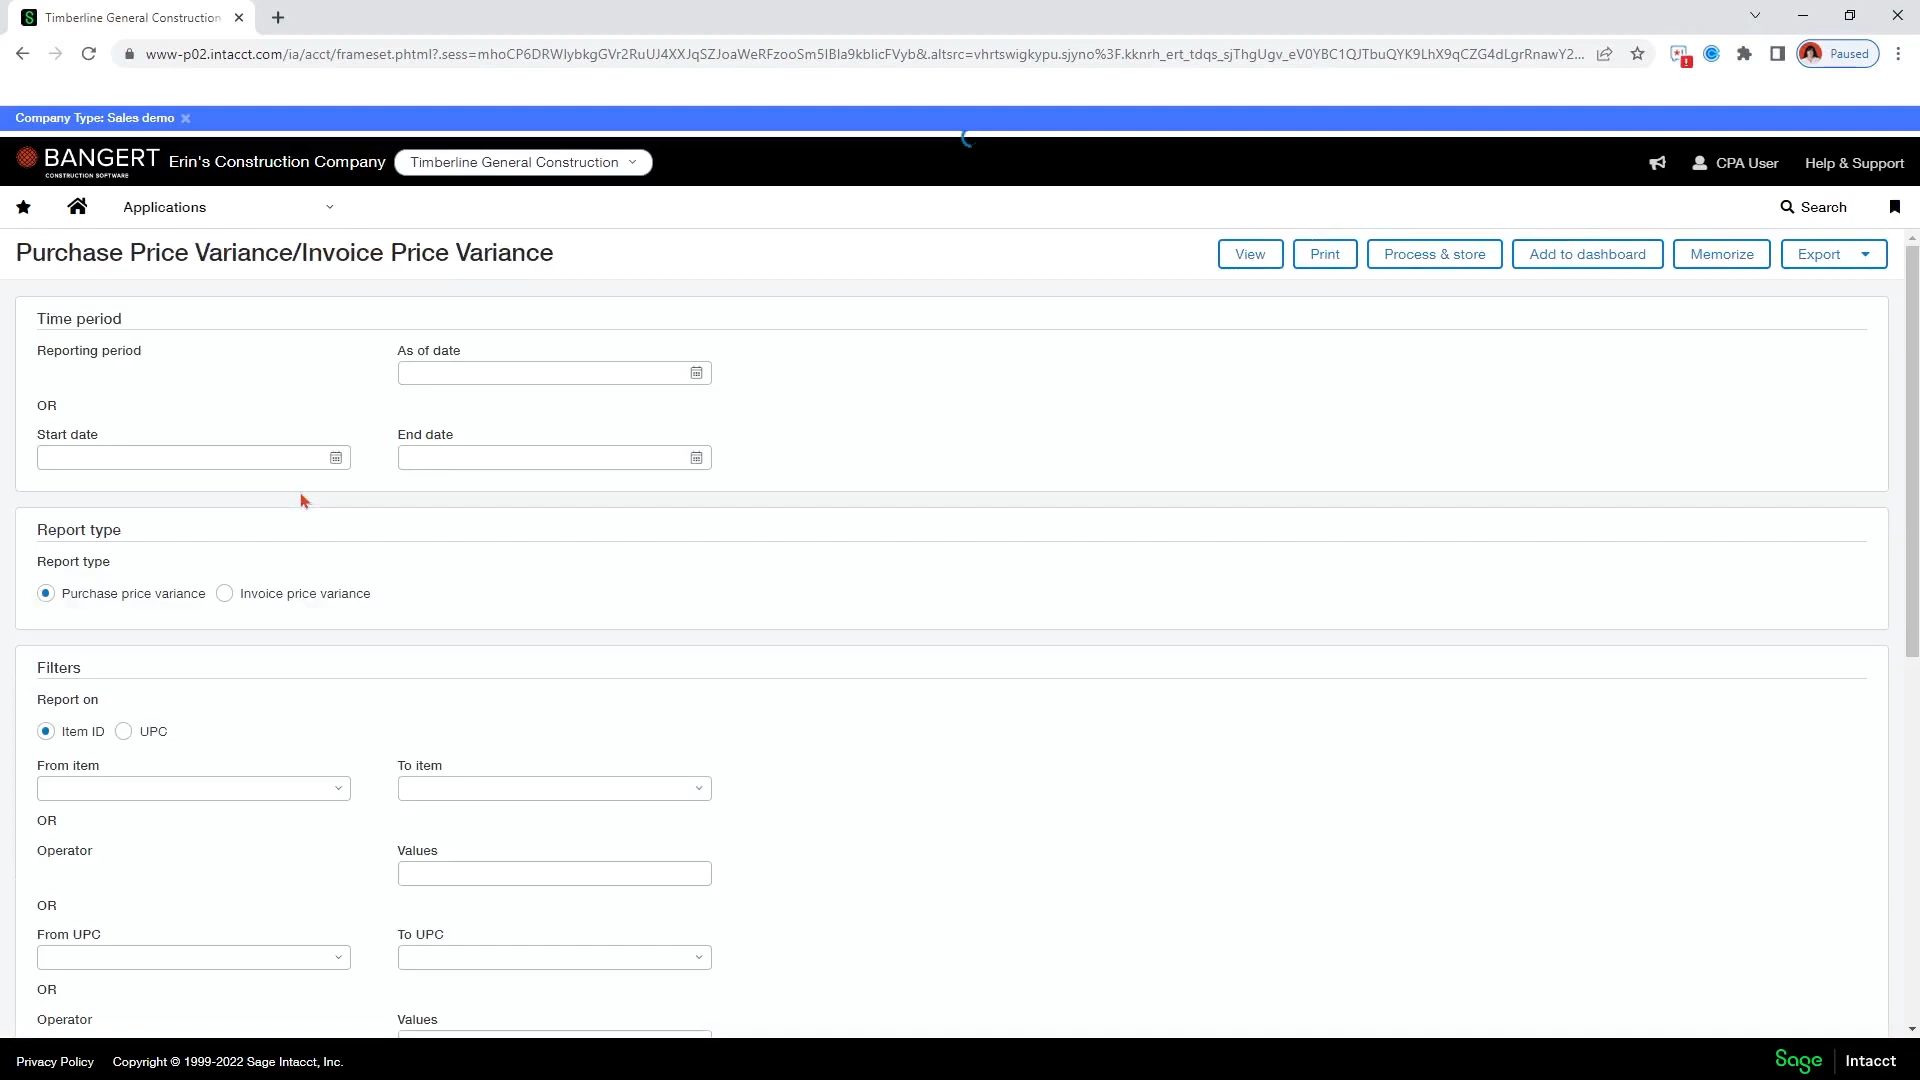 Timberline General Construction
www-p02.intacct.com/ia/acct/frameset.phtml?.sess=mhoCP6DRWIybkgGVr2RuUJ4XXJqSZJoaWeRFzooSm5IBIa9kblicFVyb&.altsrc=vhrtswigkypu.sjyno%3F.kknrh_ert_tdqs_sjThgUgv_eV0YBC1QJTbuQYK9LhX9qCZG4dLgrRnawY2...
Paused
Company Type: Sales demo
BANGERT
CONSTRUCTION SOFTWARE
Erin's Construction Company
Timberline General Construction
CPA User
Help & Support
Applications
Search
Purchase Price Variance/Invoice Price Variance
View
Print
Process & store
Add to dashboard
Memorize
Export
Time period
Reporting period
As of date
OR
Start date
End date
Report type
Report type
Purchase price variance
Invoice price variance
Filters
Report on
Item ID
UPC
From item
To item
OR
Operator
Values
OR
From UPC
To UPC
OR
Operator
Values
Privacy Policy
Copyright © 1999-2022 Sage Intacct, Inc.
Sage
Intacct